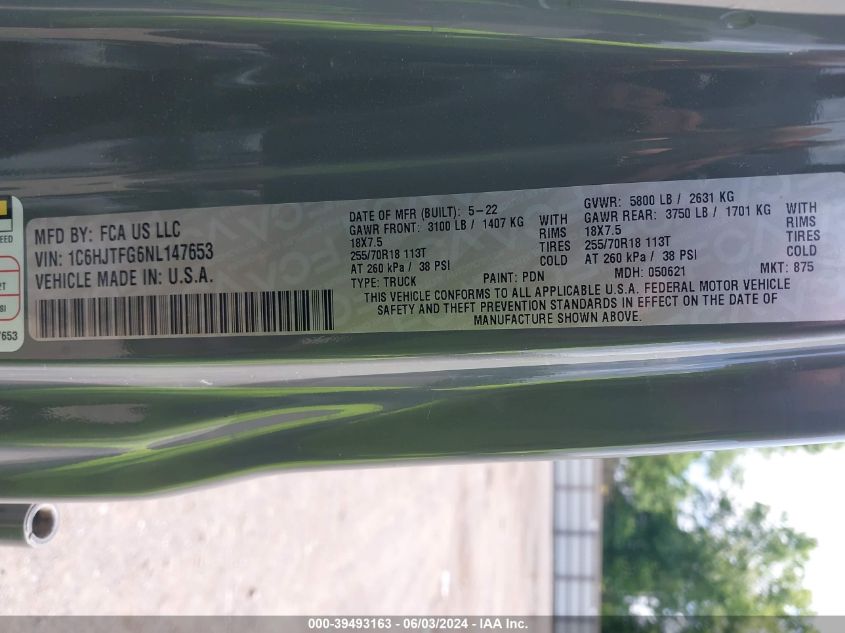 EED
RT
SI
7653
MFD BY: FCA US LLC
VIN: 1C6HJTFG6NL147653
VEHICLE MADE IN U.S.A.
DATE OF MFR (BUILT): 5-22
GAWR FRONT: 3100 LB / 1407 KG WITH
18X7.5 RIMS
255/70R18 113T TIRES
AT 260 kPa / 38 PSI COLD
GVWR: 5800 LB / 2631 KG
GAWR REAR: 3750 LB / 1701 KG WITH
18X7.5 RIMS
255/70R18 113T TIRES
AT 260 kPa / 38 PSI COLD
TYPE: TRUCK PAINT: PDN MDH: 050621 MKT: 875
THIS VEHICLE CONFORMS TO ALL APPLICABLE U.S.A. FEDERAL MOTOR VEHICLE
SAFETY AND THEFT PREVENTION STANDARDS IN EFFECT ON THE DATE OF
MANUFACTURE SHOWN ABOVE.
000-39493163 - 06/03/2024 - IAA Inc.